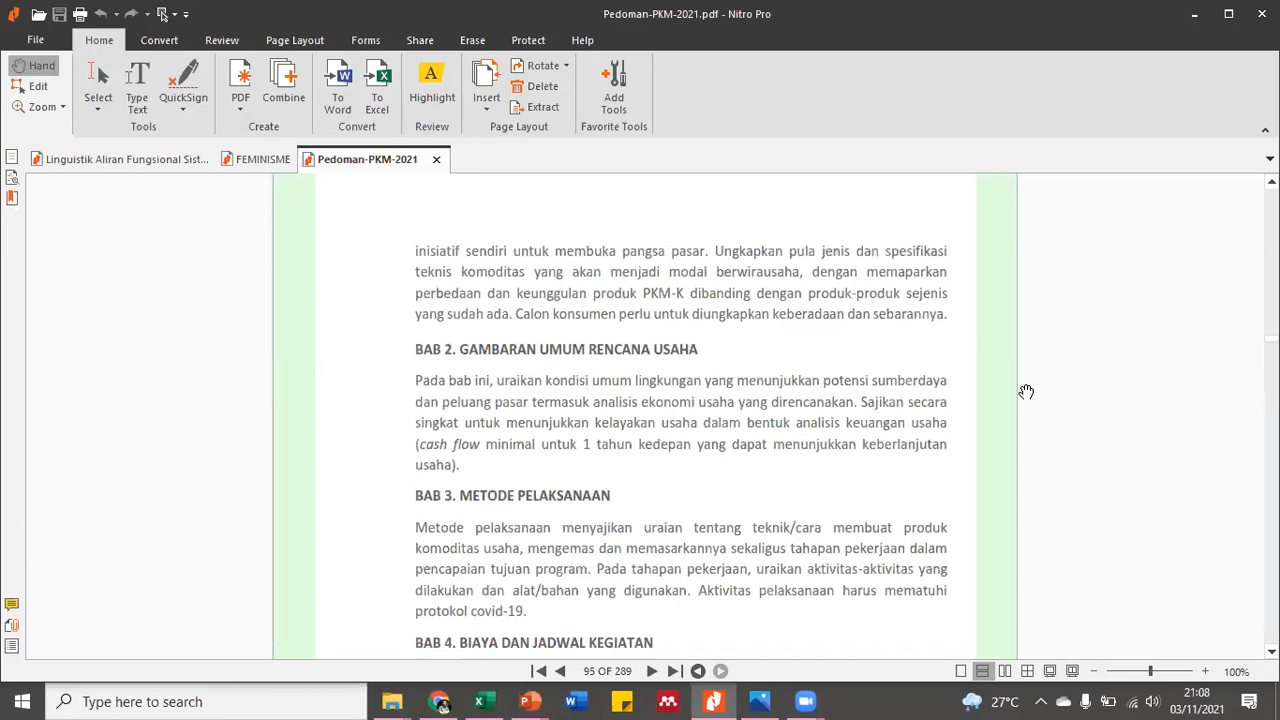 Pedoman-PKM-2021.pdf - Nitro Pro
File Home Convert Review Page Layout Forms Share Erase Protect Help
Hand
Edit
Zoom
Select
Type Text
QuickSign
Tools
PDF
Combine
Create
To Word
To Excel
Convert
Highlight
Review
Insert
Rotate
Delete
Extract
Page Layout
Add Tools
Favorite Tools
Linguistik Aliran Fungsional Sist... FEMINISME Pedoman-PKM-2021
inisiatif sendiri untuk membuka pangsa pasar. Ungkapkan pula jenis dan spesifikasi
teknis komoditas yang akan menjadi modal berwirausaha, dengan memaparkan
perbedaan dan keunggulan produk PKM-K dibanding dengan produk-produk sejenis
yang sudah ada. Calon konsumen perlu untuk diungkapkan keberadaan dan sebarannya.
BAB 2. GAMBARAN UMUM RENCANA USAHA
Pada bab ini, uraikan kondisi umum lingkungan yang menunjukkan potensi sumberdaya
dan peluang pasar termasuk analisis ekonomi usaha yang direncanakan. Sajikan secara
singkat untuk menunjukkan kelayakan usaha dalam bentuk analisis keuangan usaha
(cash flow minimal untuk 1 tahun kedepan yang dapat menunjukkan keberlanjutan
usaha).
BAB 3. METODE PELAKSANAAN
Metode pelaksanaan menyajikan uraian tentang teknik/cara membuat produk
komoditas usaha, mengemas dan memasarkannya sekaligus tahapan pekerjaan dalam
pencapaian tujuan program. Pada tahapan pekerjaan, uraikan aktivitas-aktivitas yang
dilakukan dan alat/bahan yang digunakan. Aktivitas pelaksanaan harus mematuhi
protokol covid-19.
BAB 4. BIAYA DAN JADWAL KEGIATAN
95 OF 289
100%
Type here to search
27°C
21:08
03/11/2021